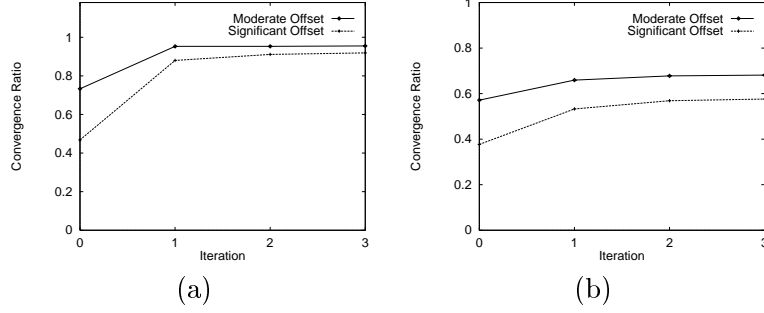 Convergence Ratio
1
0.8
0.6
0.4
0.2
0
Moderate Offset
Significant Offset
0 1 2 3
Iteration
(a)
Convergence Ratio
1
0.8
0.6
0.4
0.2
0
Moderate Offset
Significant Offset
0 1 2 3
Iteration
(b)